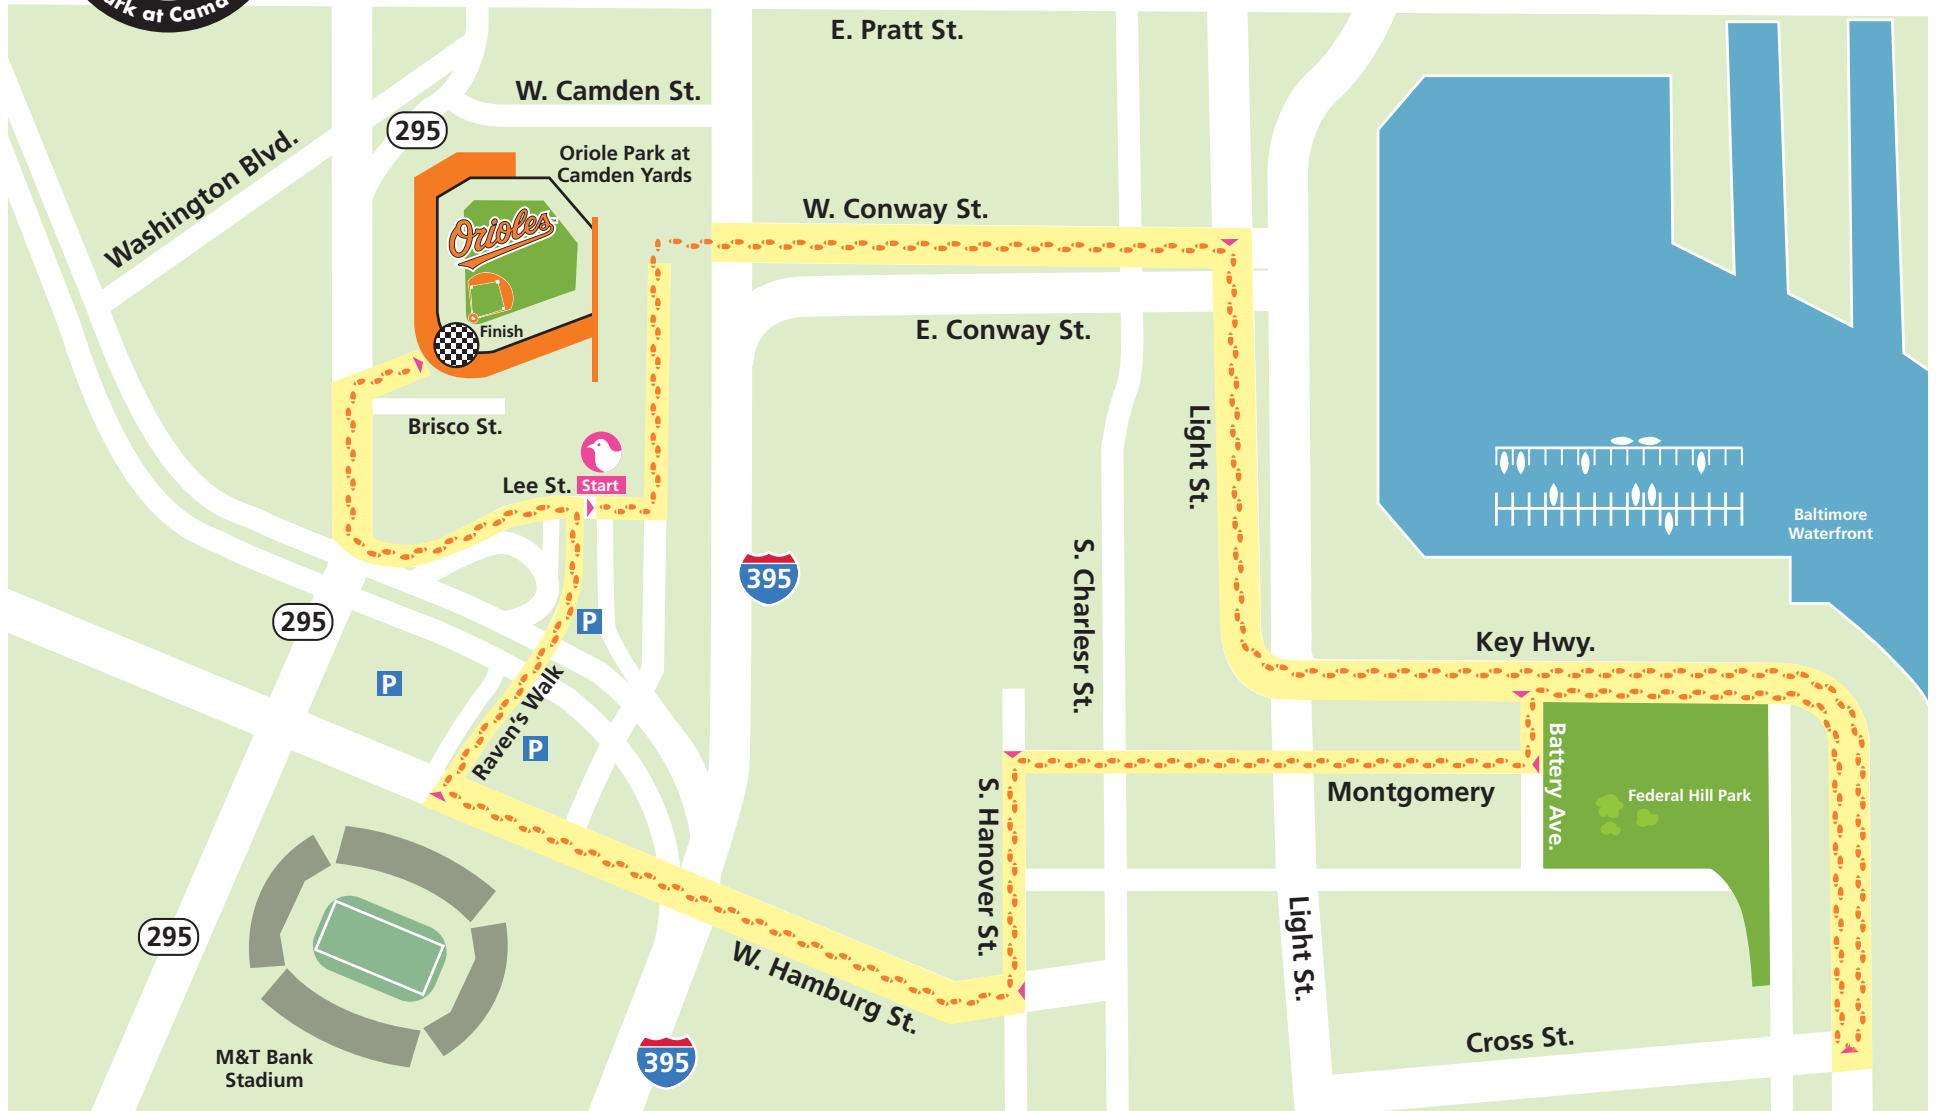 ark at Camd
E. Pratt St.
W. Camden St.
295
Washington Blvd.
Oriole Park at
Camden Yards
Orioles
W. Conway St.
Finish
E. Conway St.
Brisco St.
Light St.
Lee St.
Start
Baltimore
Waterfront
S. Charlesr St.
395
295
P
P
Key Hwy.
Raven's Walk
P
Battery Ave.
Montgomery
Federal Hill Park
S. Hanover St.
Light St.
295
W. Hamburg St.
Cross St.
M&T Bank
Stadium
395